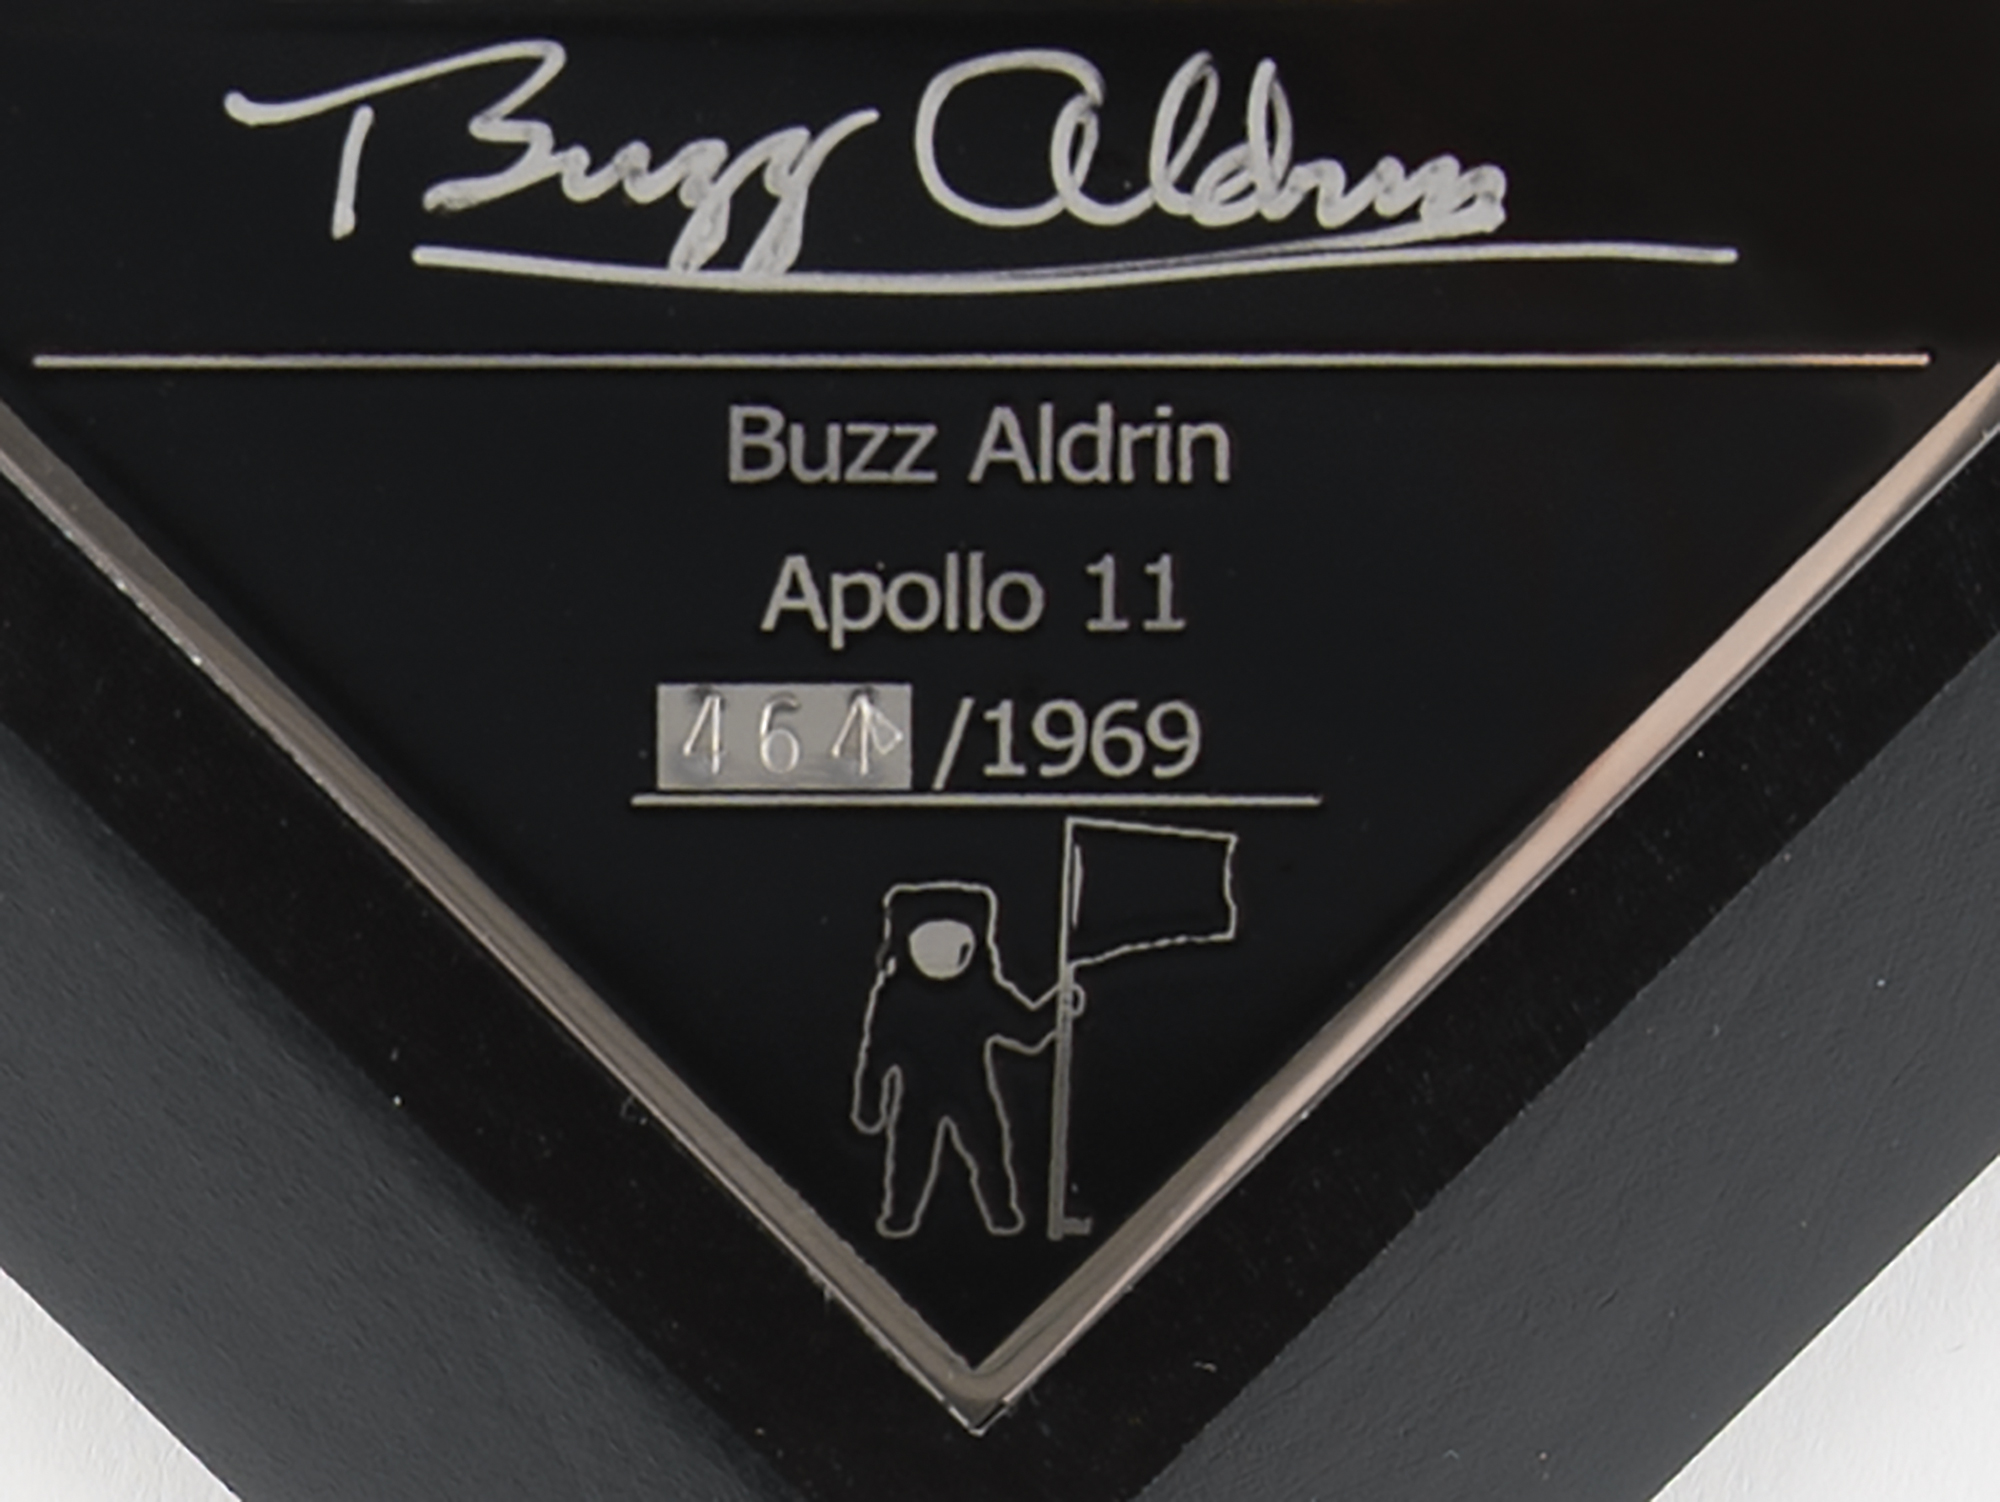 Buzz Aldrin
Buzz Aldrin
Apollo 11
464 /1969